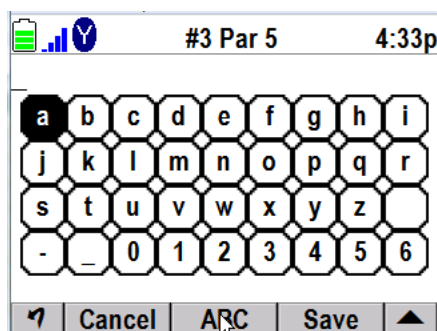 Y #3 Par 5 4:33p
a b c d e f g h i
j k l m n o p q r
s t u v w x y z
- _ 0 1 2 3 4 5 6
Cancel ABC Save